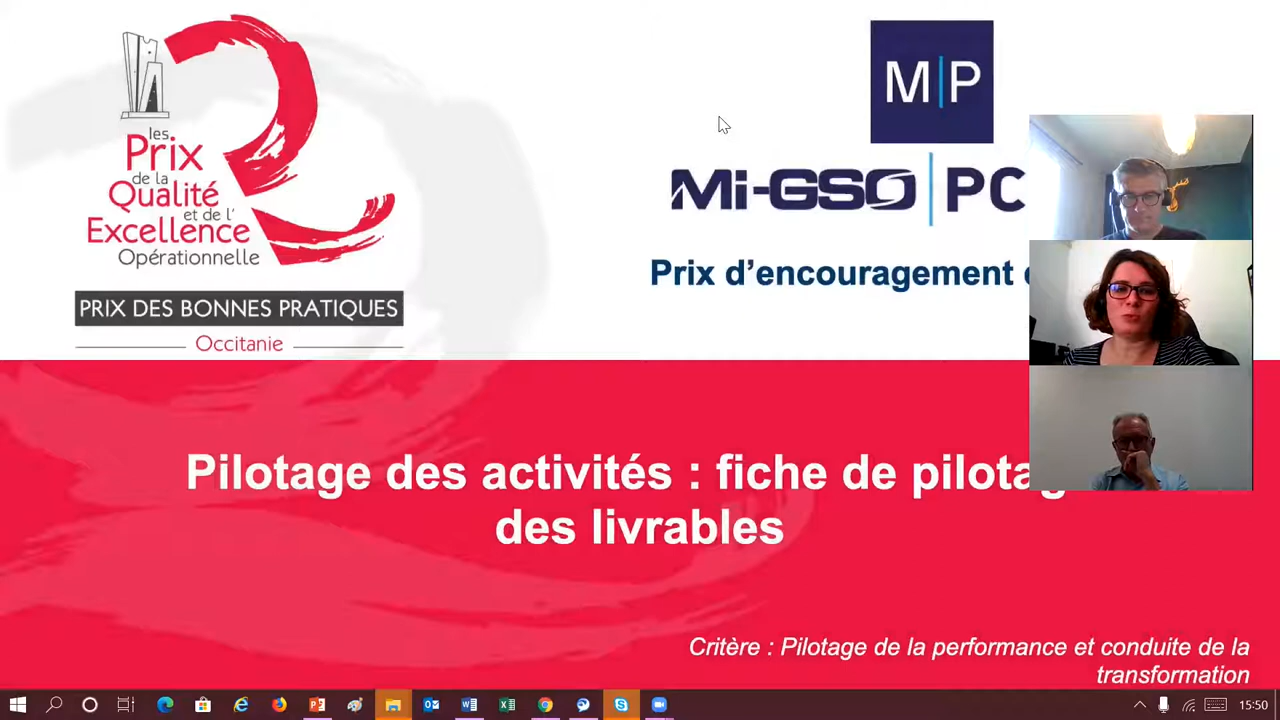 les
Prix
de la
Qualité
et de l'
Excellence
Opérationnelle
PRIX DES BONNES PRATIQUES
Occitanie
M|P
Mi-GSO|PC
Prix d'encouragement
Pilotage des activités : fiche de
des livrables
Critère : Pilotage de la performance et conduite de la
transformation
15:50